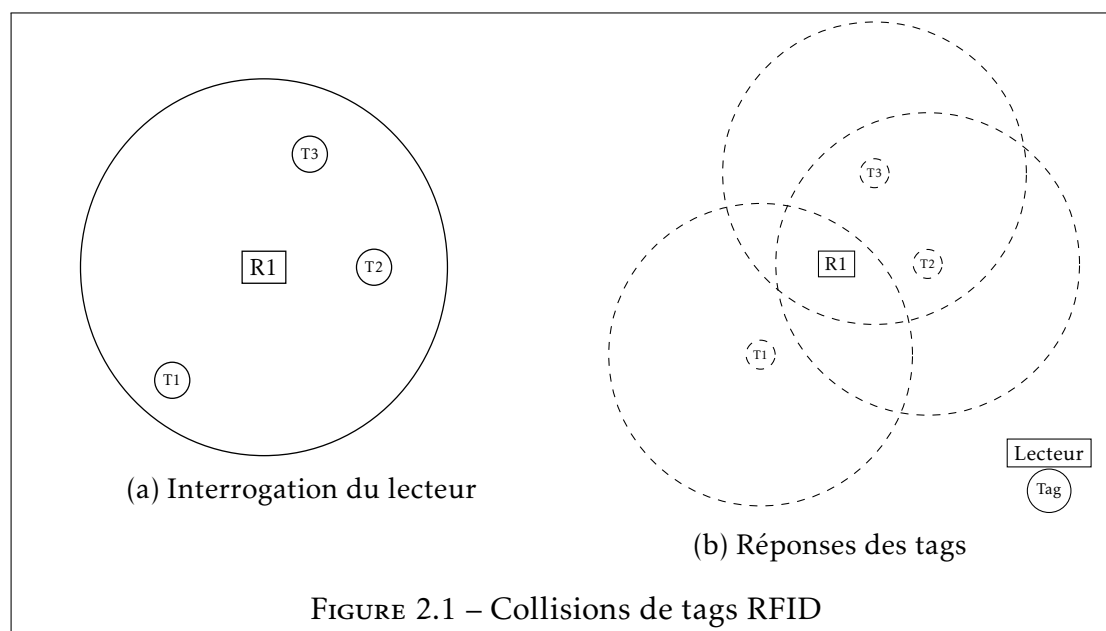 T3
R1
T2
T1
(a) Interrogation du lecteur
T3
R1
T2
T1
Lecteur
Tag
(b) Réponses des tags
FIGURE 2.1 – Collisions de tags RFID